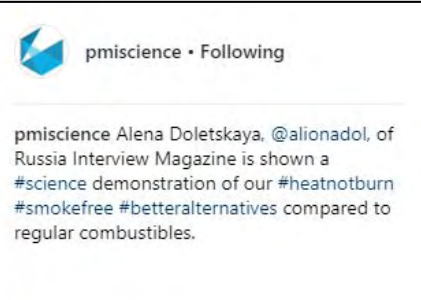 pmiscience • Following
pmiscience Alena Doletskaya, @alionadol, of
Russia Interview Magazine is shown a
#science demonstration of our #heatnotburn
#smokefree #betteralternatives compared to
regular combustibles.